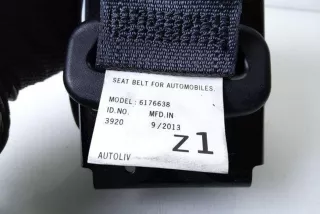 SEAT BELT FOR AUTOMOBILES.
MODEL: 6176638
ID.NO. MFD.IN
3920 9/2013
Z1
AUTOLIV